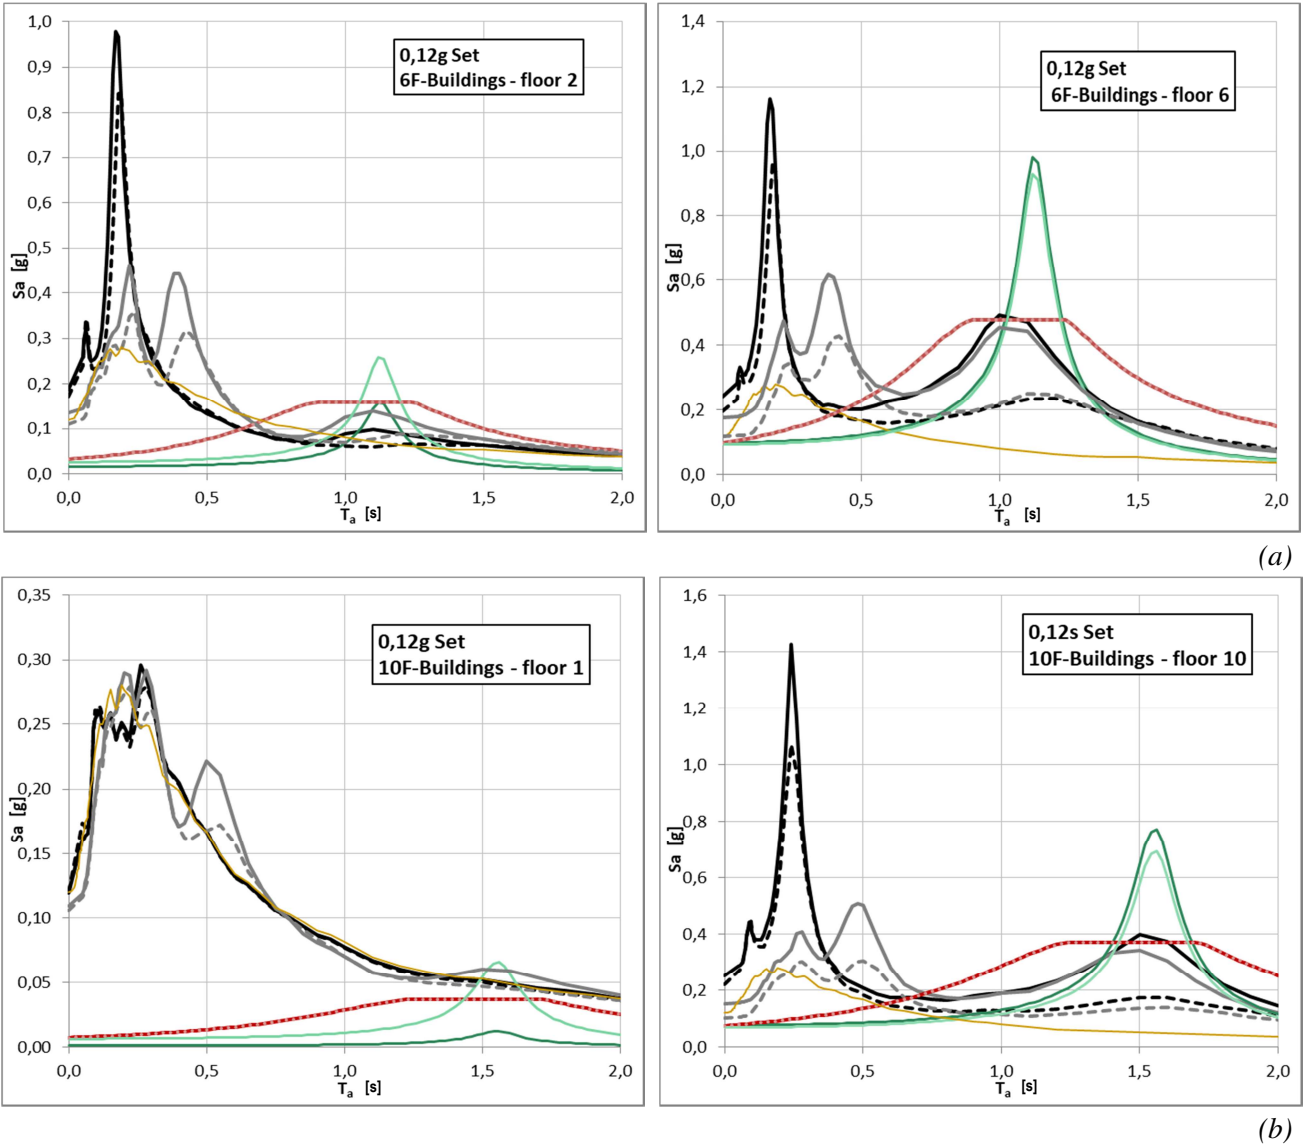 1,0
0,9
0,8
0,7
0,6
0,5
0,4
0,3
0,2
0,1
0,0
Sa [g]
0,12g Set
6F-Buildings - floor 2
0,0 0,5 1,0 1,5 2,0
Ta [s]
1,4
1,2
1,0
0,8
0,6
0,4
0,2
0,0
Sa [g]
0,12g Set
6F-Buildings - floor 6
0,0 0,5 1,0 1,5 2,0
Ta [s]
(a)
0,35
0,30
0,25
0,20
0,15
0,10
0,05
0,00
Sa [g]
0,12g Set
10F-Buildings - floor 1
0,0 0,5 1,0 1,5 2,0
Ta [s]
1,6
1,4
1,2
1,0
0,8
0,6
0,4
0,2
0,0
Sa [g]
0,12s Set
10F-Buildings - floor 10
0,0 0,5 1,0 1,5 2,0
Ta [s]
(b)